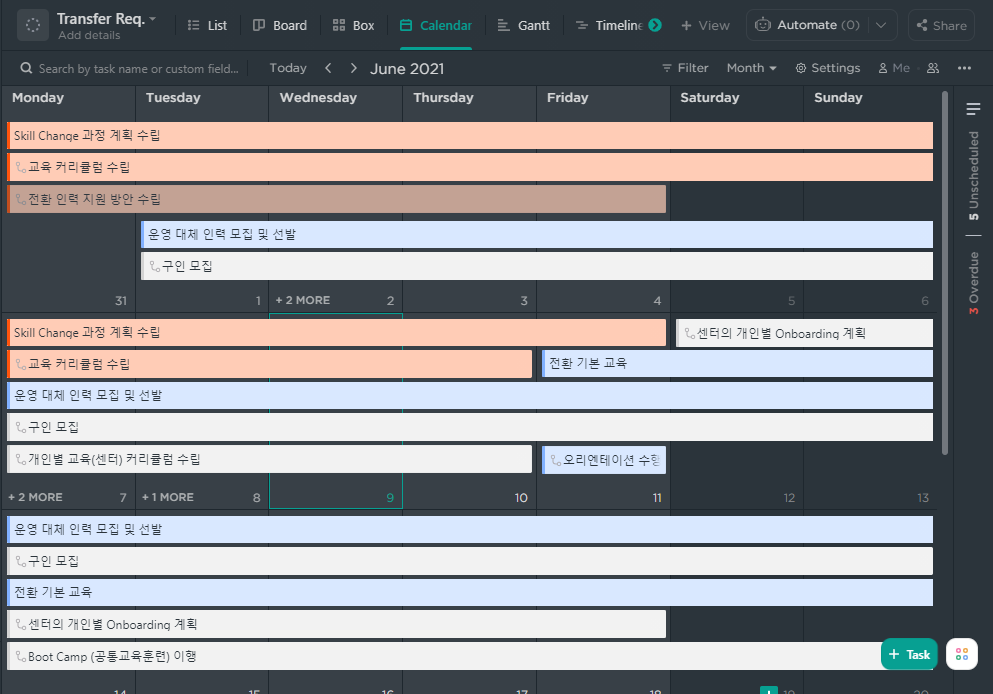 Transfer Req.
Add details
List
Board
Box
Calendar
Gantt
Timeline
+ View
Automate (0)
Share
Search by task name or custom field...
Today
June 2021
Filter
Month
Settings
Me
Monday
Tuesday
Wednesday
Thursday
Friday
Saturday
Sunday
Skill Change 과정 계획 수립
교육 커리큘럼 수립
전환 인력 지원 방안 수립
운영 대체 인력 모집 및 선발
구인 모집
31
1
+ 2 MORE
2
3
4
5
6
Skill Change 과정 계획 수립
센터의 개인별 Onboarding 계획
교육 커리큘럼 수립
전환 기본 교육
운영 대체 인력 모집 및 선발
구인 모집
개인별 교육(센터) 커리큘럼 수립
오리엔테이션 수행
+ 2 MORE
7
+ 1 MORE
8
9
10
11
12
13
운영 대체 인력 모집 및 선발
구인 모집
전환 기본 교육
센터의 개인별 Onboarding 계획
Boot Camp (공통교육훈련) 이행
+ Task
14
15
16
17
18
19
20
5 Unscheduled
3 Overdue